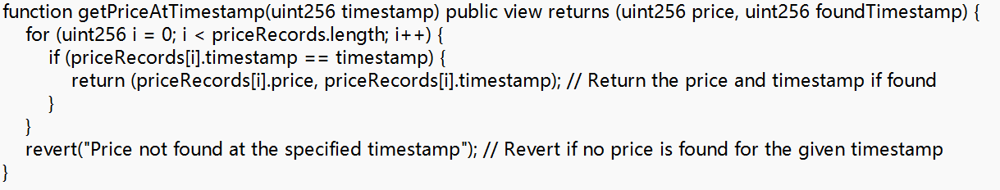 function getPriceAtTimestamp(uint256 timestamp) public view returns (uint256 price, uint256 foundTimestamp) {
for (uint256 i = 0; i < priceRecords.length; i++) {
if (priceRecords[i].timestamp == timestamp) {
return (priceRecords[i].price, priceRecords[i].timestamp); // Return the price and timestamp if found
}
}
revert("Price not found at the specified timestamp"); // Revert if no price is found for the given timestamp
}